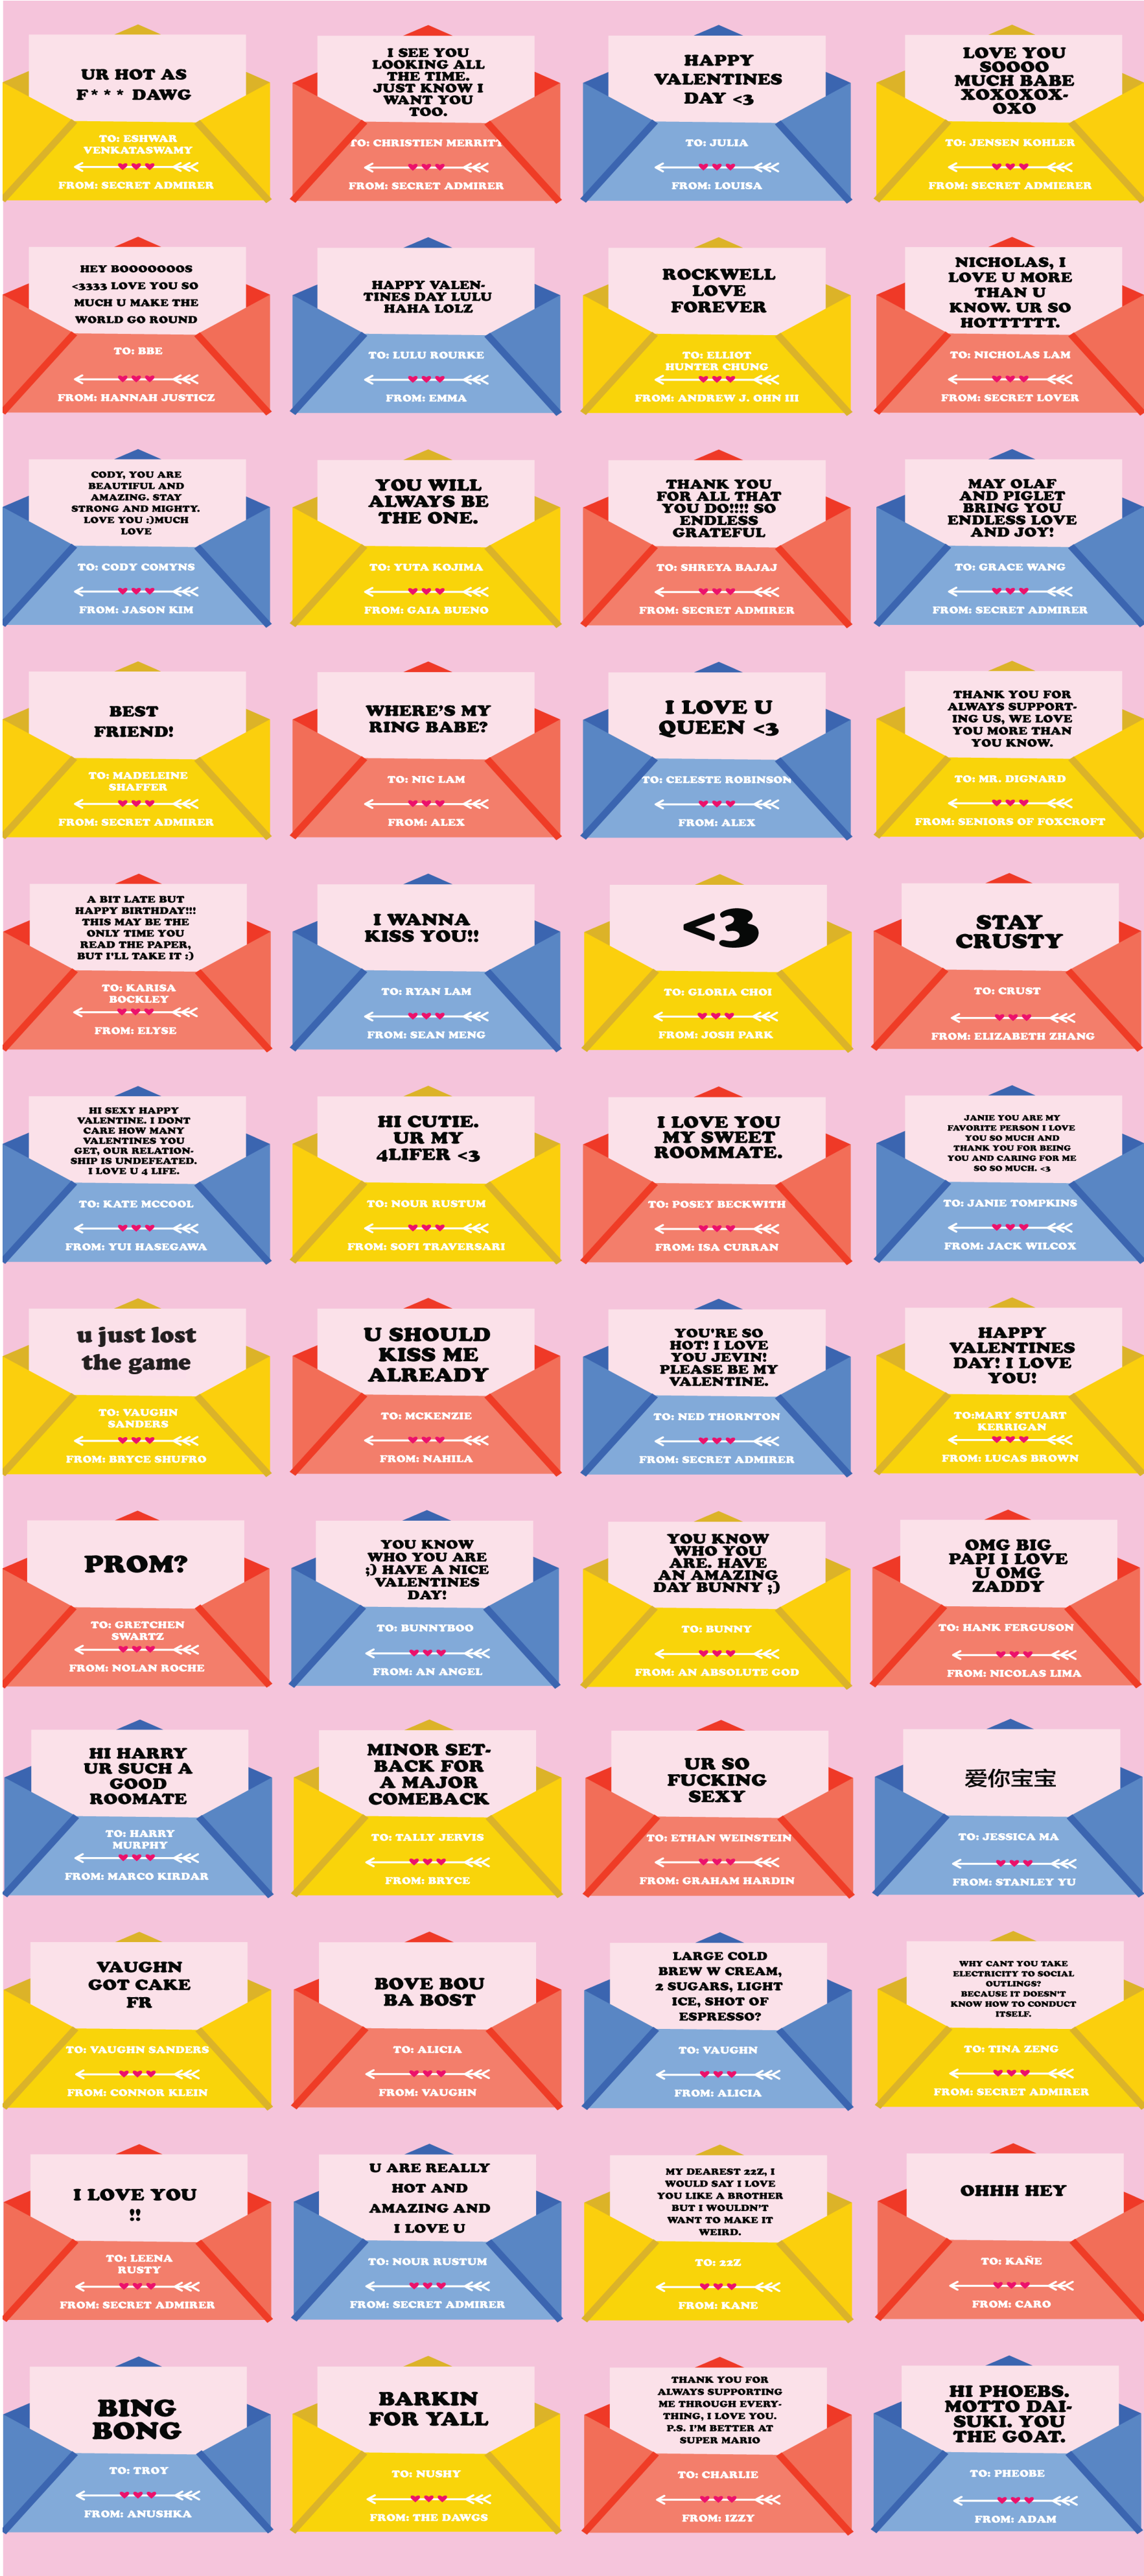 UR HOT AS
F*** DAWG
TO: ESHWAR
VENKATASWAMY
FROM: SECRET ADMIRER
I SEE YOU
LOOKING ALL
THE TIME.
JUST KNOW I
WANT YOU
TOO.
TO: CHRISTIEN MERRITT
FROM: SECRET ADMIRER
HAPPY
VALENTINES
DAY <3
TO: JULIA
FROM: LOUISA
LOVE YOU
SOOOO
MUCH BABE
XOXOXOX-
OXO
TO: JENSEN KOHLER
FROM: SECRET ADMIERER
HEY BOOOOOOOS
<3333 LOVE YOU SO
MUCH U MAKE THE
WORLD GO ROUND
TO: BBE
FROM: HANNAH JUSTICZ
HAPPY VALEN-
TINES DAY LULU
HAHA LOLZ
TO: LULU ROURKE
FROM: EMMA
ROCKWELL
LOVE
FOREVER
TO: ELLIOT
HUNTER CHUNG
FROM: ANDREW J. OHN III
NICHOLAS, I
LOVE U MORE
THAN U
KNOW. UR SO
HOTTTTTT.
TO: NICHOLAS LAM
FROM: SECRET LOVER
CODY, YOU ARE
BEAUTIFUL AND
AMAZING. STAY
STRONG AND MIGHTY.
LOVE YOU :)MUCH
LOVE
TO: CODY COMYNS
FROM: JASON KIM
YOU WILL
ALWAYS BE
THE ONE.
TO: YUTA KOJIMA
FROM: GAIA BUENO
THANK YOU
FOR ALL THAT
YOU DO!!!! SO
ENDLESS
GRATEFUL
TO: SHREYA BAJAJ
FROM: SECRET ADMIRER
MAY OLAF
AND PIGLET
BRING YOU
ENDLESS LOVE
AND JOY!
TO: GRACE WANG
FROM: SECRET ADMIRER
BEST
FRIEND!
TO: MADELEINE
SHAFFER
FROM: SECRET ADMIRER
WHERE'S MY
RING BABE?
TO: NIC LAM
FROM: ALEX
I LOVE U
QUEEN <3
TO: CELESTE ROBINSON
FROM: ALEX
THANK YOU FOR
ALWAYS SUPPORT-
ING US, WE LOVE
YOU MORE THAN
YOU KNOW.
TO: MR. DIGNARD
FROM: SENIORS OF FOXCROFT
A BIT LATE BUT
HAPPY BIRTHDAY!!!
THIS MAY BE THE
ONLY TIME YOU
READ THE PAPER,
BUT I'LL TAKE IT :)
TO: KARISA
BOCKLEY
FROM: ELYSE
I WANNA
KISS YOU!!
TO: RYAN LAM
FROM: SEAN MENG
<3
TO: GLORIA CHOI
FROM: JOSH PARK
STAY
CRUSTY
TO: CRUST
FROM: ELIZABETH ZHANG
HI SEXY HAPPY
VALENTINE. I DONT
CARE HOW MANY
VALENTINES YOU
GET, OUR RELATION-
SHIP IS UNDEFEATED.
I LOVE U 4 LIFE.
TO: KATE MCCOOL
FROM: YUI HASEGAWA
HI CUTIE.
UR MY
4LIFER <3
TO: NOUR RUSTUM
FROM: SOFI TRAVERSARI
I LOVE YOU
MY SWEET
ROOMMATE.
TO: POSEY BECKWITH
FROM: ISA CURRAN
JANIE YOU ARE MY
FAVORITE PERSON I LOVE
YOU SO MUCH AND
THANK YOU FOR BEING
YOU AND CARING FOR ME
SO SO MUCH. <3
TO: JANIE TOMPKINS
FROM: JACK WILCOX
u just lost
the game
TO: VAUGHN
SANDERS
FROM: BRYCE SHUFRO
U SHOULD
KISS ME
ALREADY
TO: MCKENZIE
FROM: NAHILA
YOU'RE SO
HOT! I LOVE
YOU JEVIN!
PLEASE BE MY
VALENTINE.
TO: NED THORNTON
FROM: SECRET ADMIRER
HAPPY
VALENTINES
DAY! I LOVE
YOU!
TO:MARY STUART
KERRIGAN
FROM: LUCAS BROWN
PROM?
TO: GRETCHEN
SWARTZ
FROM: NOLAN ROCHE
YOU KNOW
WHO YOU ARE
;) HAVE A NICE
VALENTINES
DAY!
TO: BUNNYBOO
FROM: AN ANGEL
YOU KNOW
WHO YOU
ARE. HAVE
AN AMAZING
DAY BUNNY ;)
TO: BUNNY
FROM: AN ABSOLUTE GOD
OMG BIG
PAPI I LOVE
U OMG
ZADDY
TO: HANK FERGUSON
FROM: NICOLAS LIMA
HI HARRY
UR SUCH A
GOOD
ROOMATE
TO: HARRY
MURPHY
FROM: MARCO KIRDAR
MINOR SET-
BACK FOR
A MAJOR
COMEBACK
TO: TALLY JERVIS
FROM: BRYCE
UR SO
FUCKING
SEXY
TO: ETHAN WEINSTEIN
FROM: GRAHAM HARDIN
爱你宝宝
TO: JESSICA MA
FROM: STANLEY YU
VAUGHN
GOT CAKE
FR
TO: VAUGHN SANDERS
FROM: CONNOR KLEIN
BOVE BOU
BA BOST
TO: ALICIA
FROM: VAUGHN
LARGE COLD
BREW W CREAM,
2 SUGARS, LIGHT
ICE, SHOT OF
ESPRESSO?
TO: VAUGHN
FROM: ALICIA
WHY CANT YOU TAKE
ELECTRICITY TO SOCIAL
OUTLINGS?
BECAUSE IT DOESN'T
KNOW HOW TO CONDUCT
ITSELF.
TO: TINA ZENG
FROM: SECRET ADMIRER
I LOVE YOU
!!
TO: LEENA
RUSTY
FROM: SECRET ADMIRER
U ARE REALLY
HOT AND
AMAZING AND
I LOVE U
TO: NOUR RUSTUM
FROM: SECRET ADMIRER
MY DEAREST 22Z, I
WOULD SAY I LOVE
YOU LIKE A BROTHER
BUT I WOULDN'T
WANT TO MAKE IT
WEIRD.
TO: 22Z
FROM: KANE
OHHH HEY
TO: KAÑE
FROM: CARO
BING
BONG
TO: TROY
FROM: ANUSHKA
BARKIN
FOR YALL
TO: NUSHY
FROM: THE DAWGS
THANK YOU FOR
ALWAYS SUPPORTING
ME THROUGH EVERY-
THING, I LOVE YOU.
P.S. I'M BETTER AT
SUPER MARIO
TO: CHARLIE
FROM: IZZY
HI PHOEBS.
MOTTO DAI-
SUKI. YOU
THE GOAT.
TO: PHEOBE
FROM: ADAM